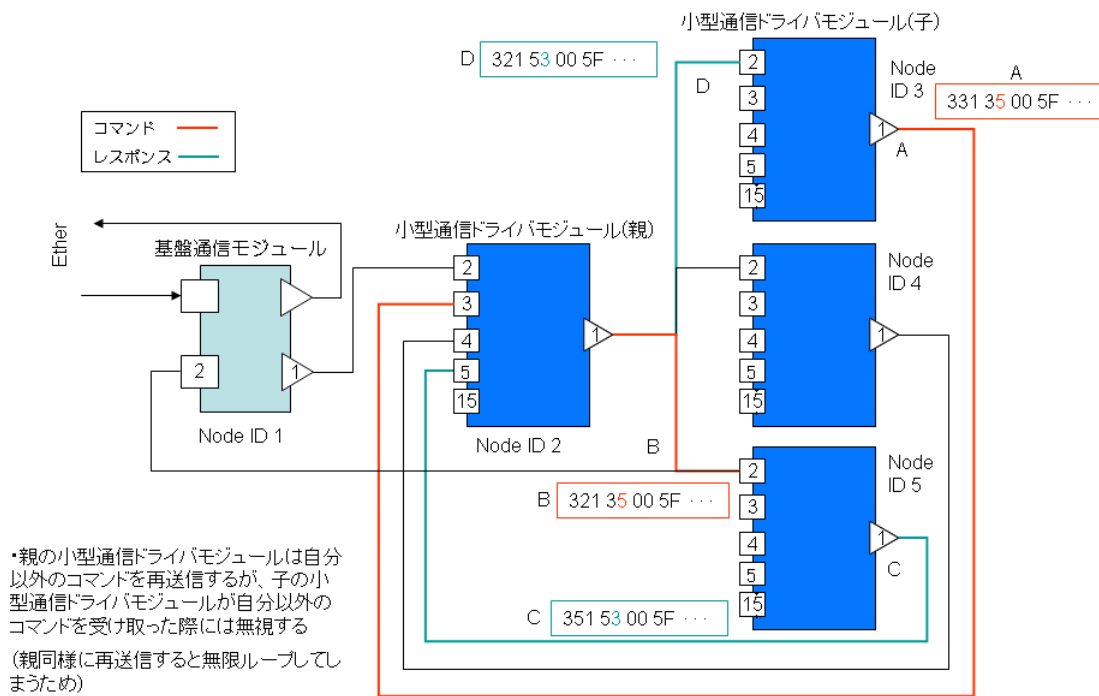 小型通信ドライバモジュール(子)
D 321 53 00 5F ･･･
D
2
3
4
5
15
1
Node
ID 3
A
331 35 00 5F ･･･
A
コマンド
レスポンス
Ether
基盤通信モジュール
2
1
Node ID 1
小型通信ドライバモジュール(親)
2
3
4
5
15
1
Node ID 2
2
3
4
5
15
1
Node
ID 4
B
B 321 35 00 5F ･･･
2
3
4
5
15
1
Node
ID 5
C
C 351 53 00 5F ･･･
・親の小型通信ドライバモジュールは自分
以外のコマンドを再送信するが、子の小
型通信ドライバモジュールが自分以外の
コマンドを受け取った際には無視する
(親同様に再送信すると無限ループしてし
まうため)